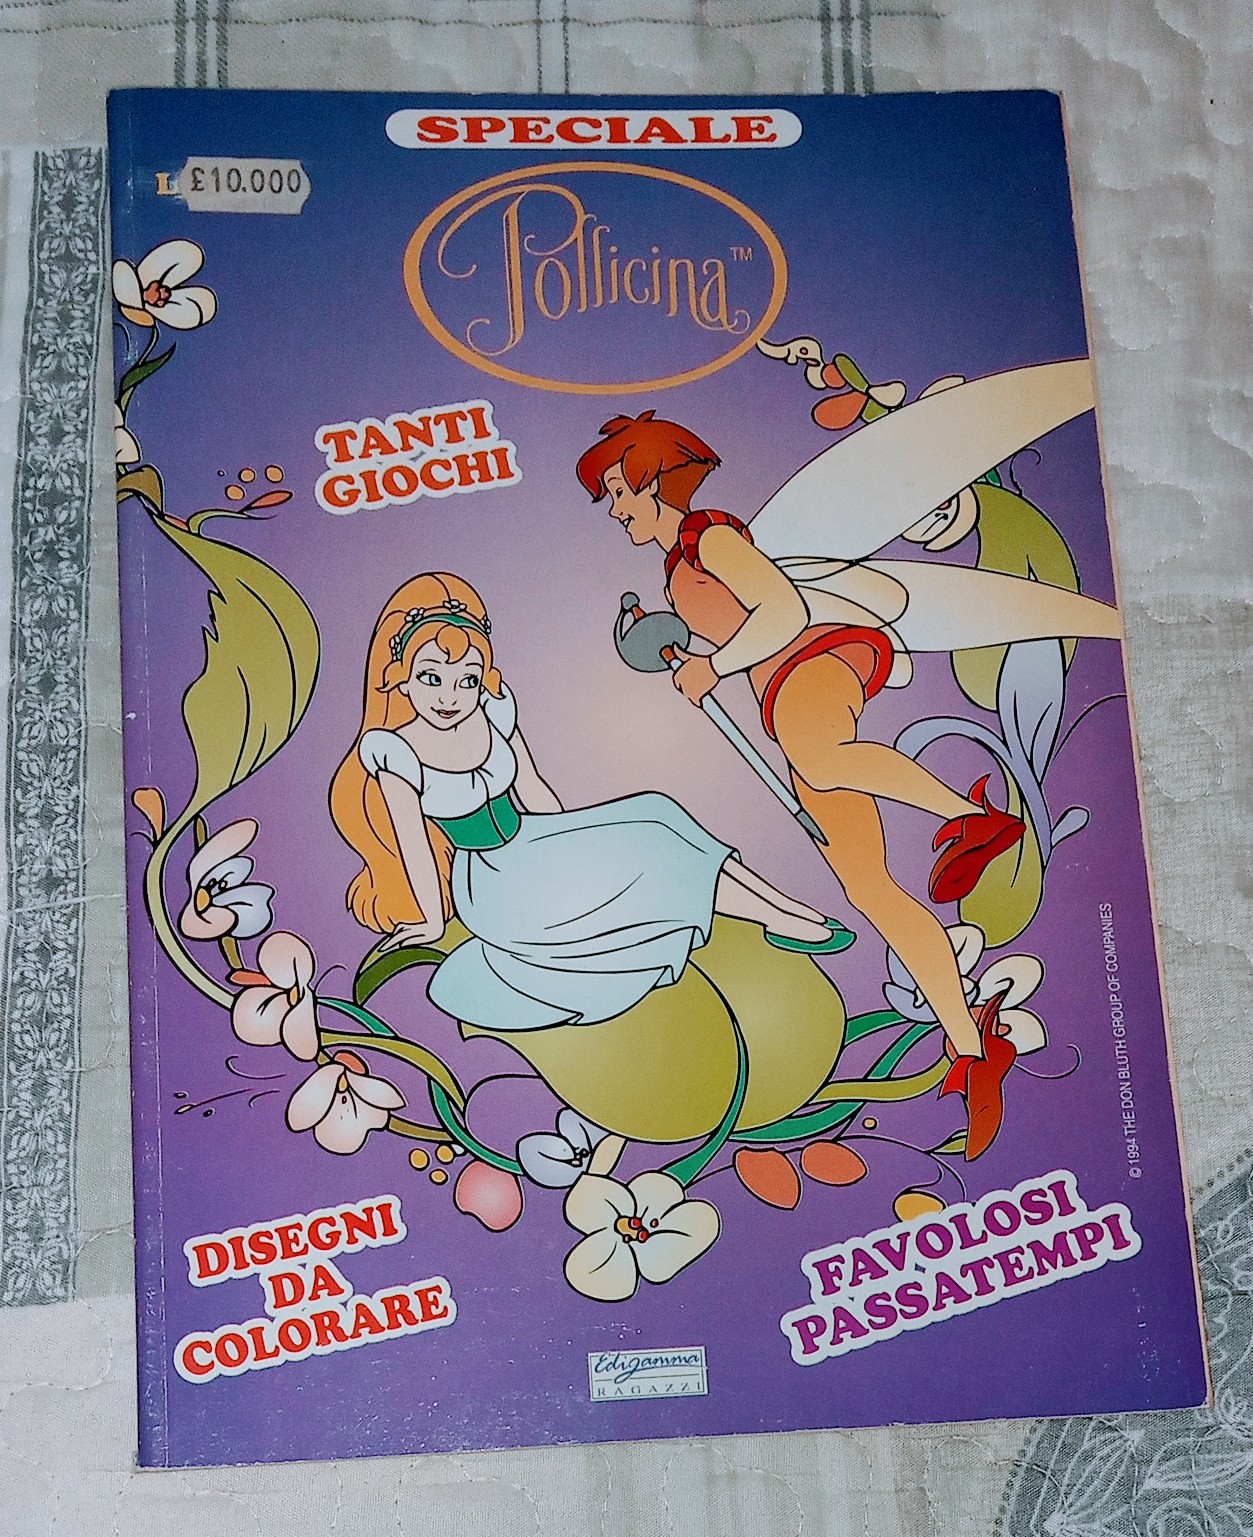 SPECIALE
L
£10.000
Pollicina™
TANTI
GIOCHI
© 1994 THE DON BLUTH GROUP OF COMPANIES
DISEGNI
DA
COLORARE
FAVOLOSI
PASSATEMPI
Edigamma
RAGAZZI